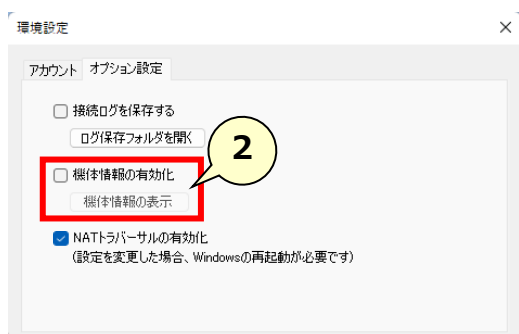 環境設定
アカウント オプション設定
接続ログを保存する
ログ保存フォルダを開く
2
機体情報の有効化
機体情報の表示
NATトラバーサルの有効化
(設定を変更した場合、Windowsの再起動が必要です)